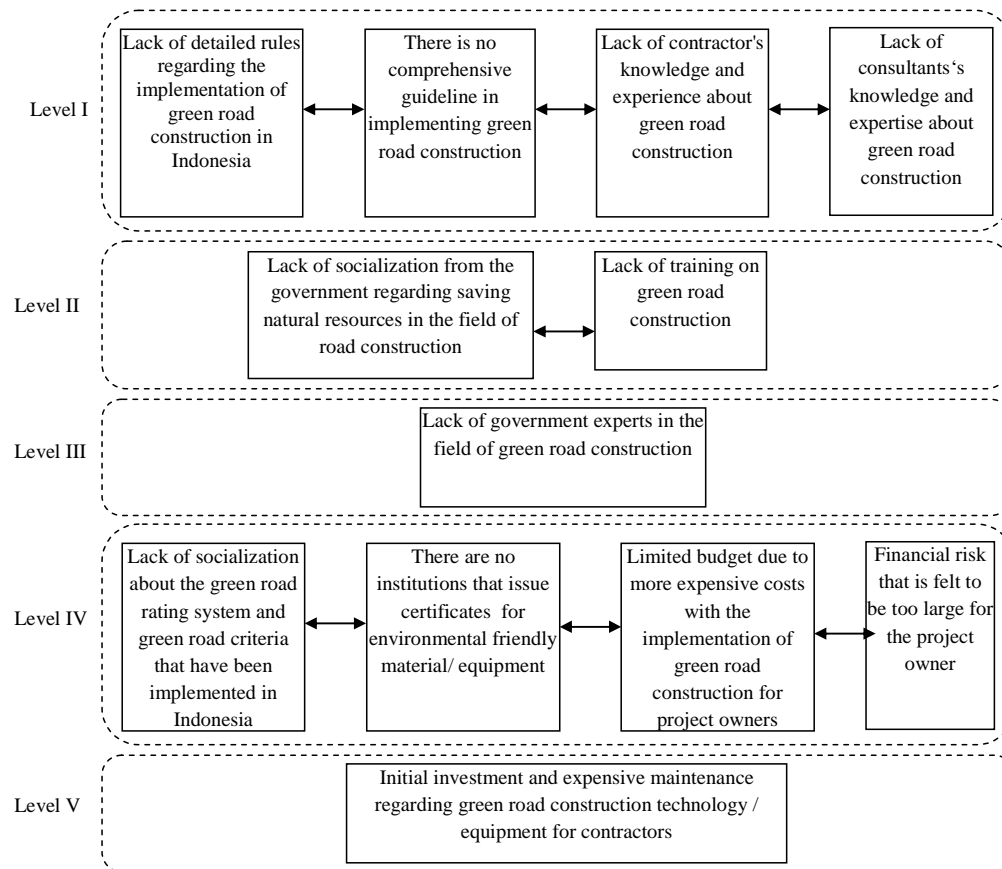 Level I
Lack of detailed rules
regarding the
implementation of
green road
construction in
Indonesia
There is no
comprehensive
guideline in
implementing green
road construction
Lack of contractor's
knowledge and
experience about
green road
construction
Lack of
consultants‘s
knowledge and
expertise about
green road
construction
Level II
Lack of socialization from the
government regarding saving
natural resources in the field of
road construction
Lack of training on
green road
construction
Level III
Lack of government experts in the
field of green road construction
Level IV
Lack of socialization
about the green road
rating system and
green road criteria
that have been
implemented in
Indonesia
There are no
institutions that issue
certificates for
environmental friendly
material/ equipment
Limited budget due to
more expensive costs
with the
implementation of
green road
construction for
project owners
Financial risk
that is felt to
be too large for
the project
owner
Level V
Initial investment and expensive maintenance
regarding green road construction technology /
equipment for contractors